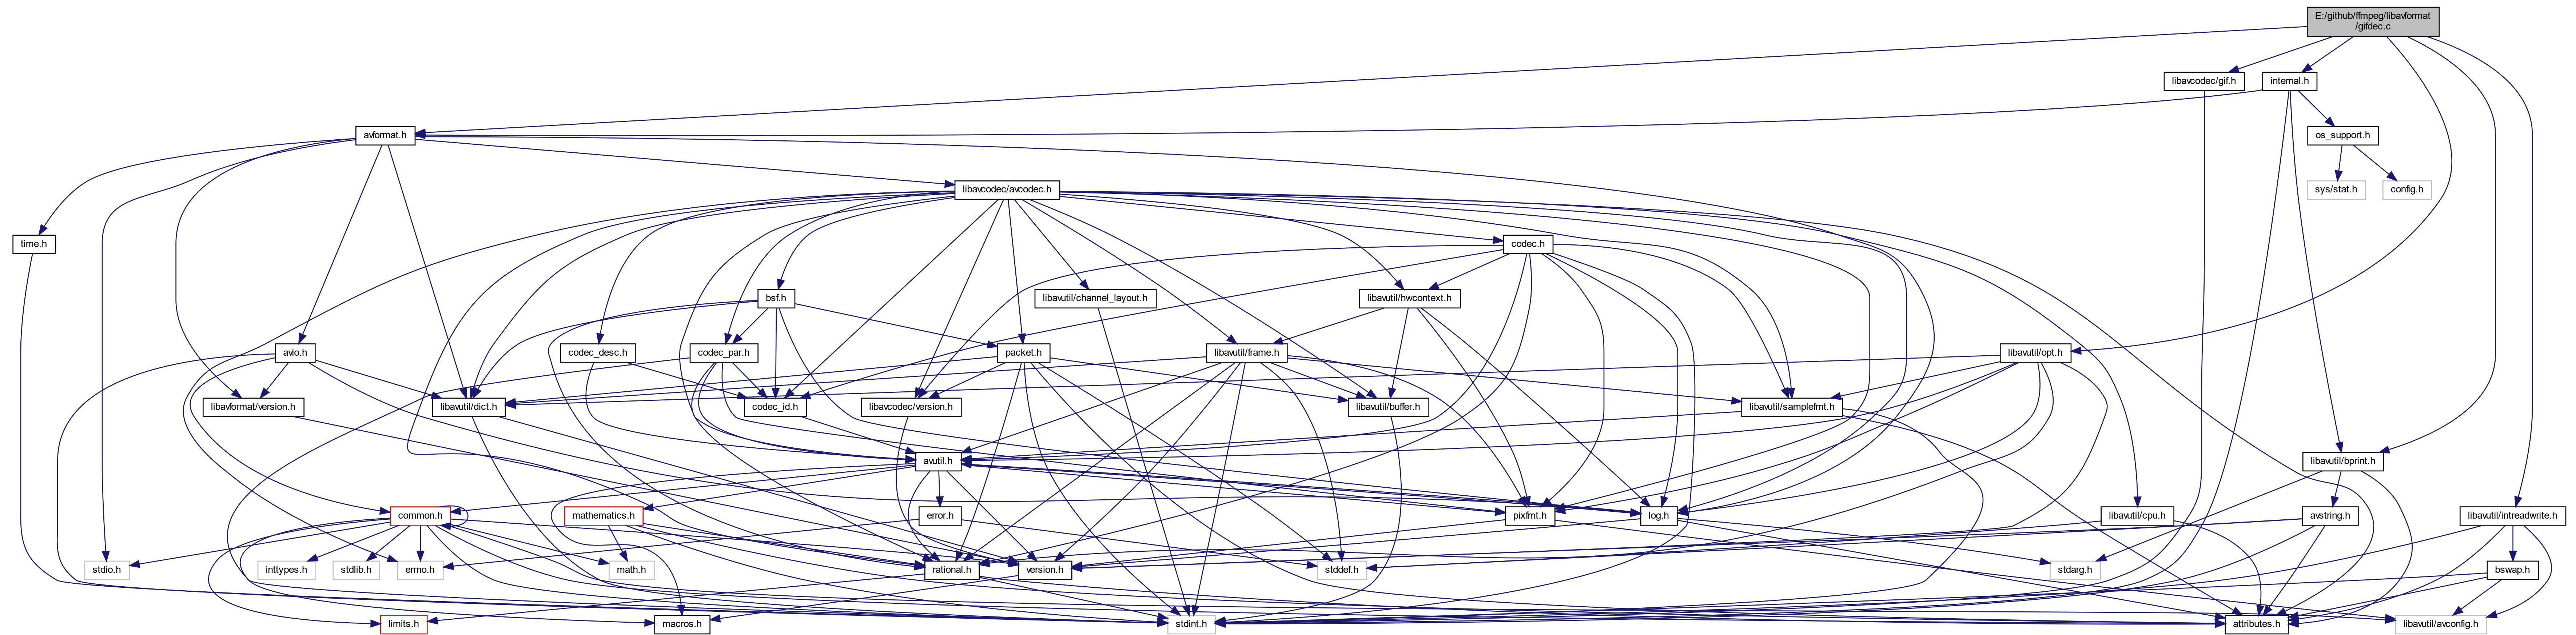 E:/github/ffmpeg/libavformat
/gifdec.c
libavcodec/gif.h
internal.h
avformat.h
os_support.h
libavcodec/avcodec.h
sys/stat.h
config.h
time.h
codec.h
bsf.h
libavutil/channel_layout.h
libavutil/hwcontext.h
avio.h
codec_desc.h
codec_par.h
packet.h
libavutil/frame.h
libavutil/opt.h
libavformat/version.h
libavutil/dict.h
codec_id.h
libavcodec/version.h
libavutil/buffer.h
libavutil/samplefmt.h
avutil.h
libavutil/bprint.h
common.h
mathematics.h
error.h
pixfmt.h
log.h
libavutil/cpu.h
avstring.h
libavutil/intreadwrite.h
stdio.h
inttypes.h
stdlib.h
errno.h
math.h
rational.h
version.h
stddef.h
stdarg.h
bswap.h
limits.h
macros.h
stdint.h
attributes.h
libavutil/avconfig.h